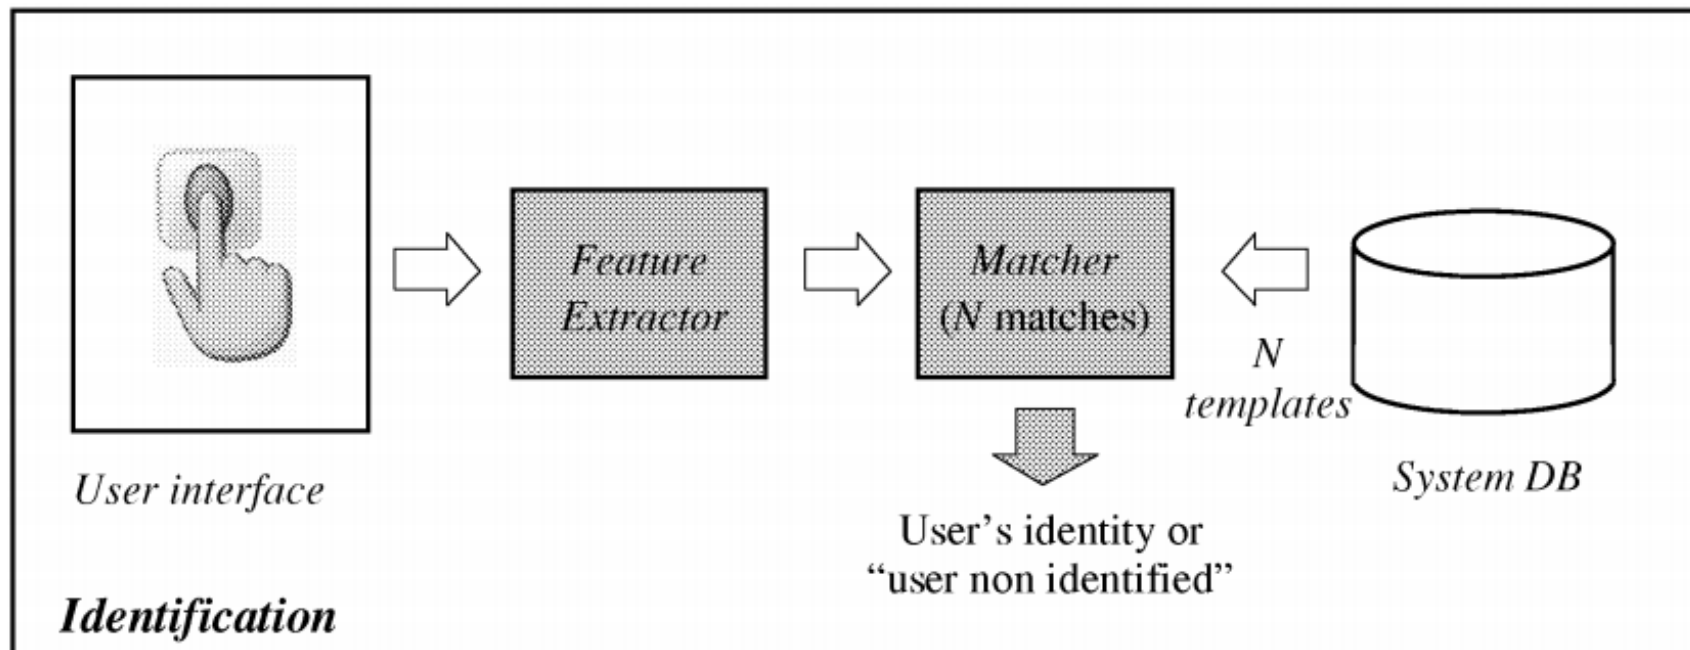 User interface
Feature
Extractor
Matcher
(N matches)
N
templates
System DB
User’s identity or
“user non identified”
Identification